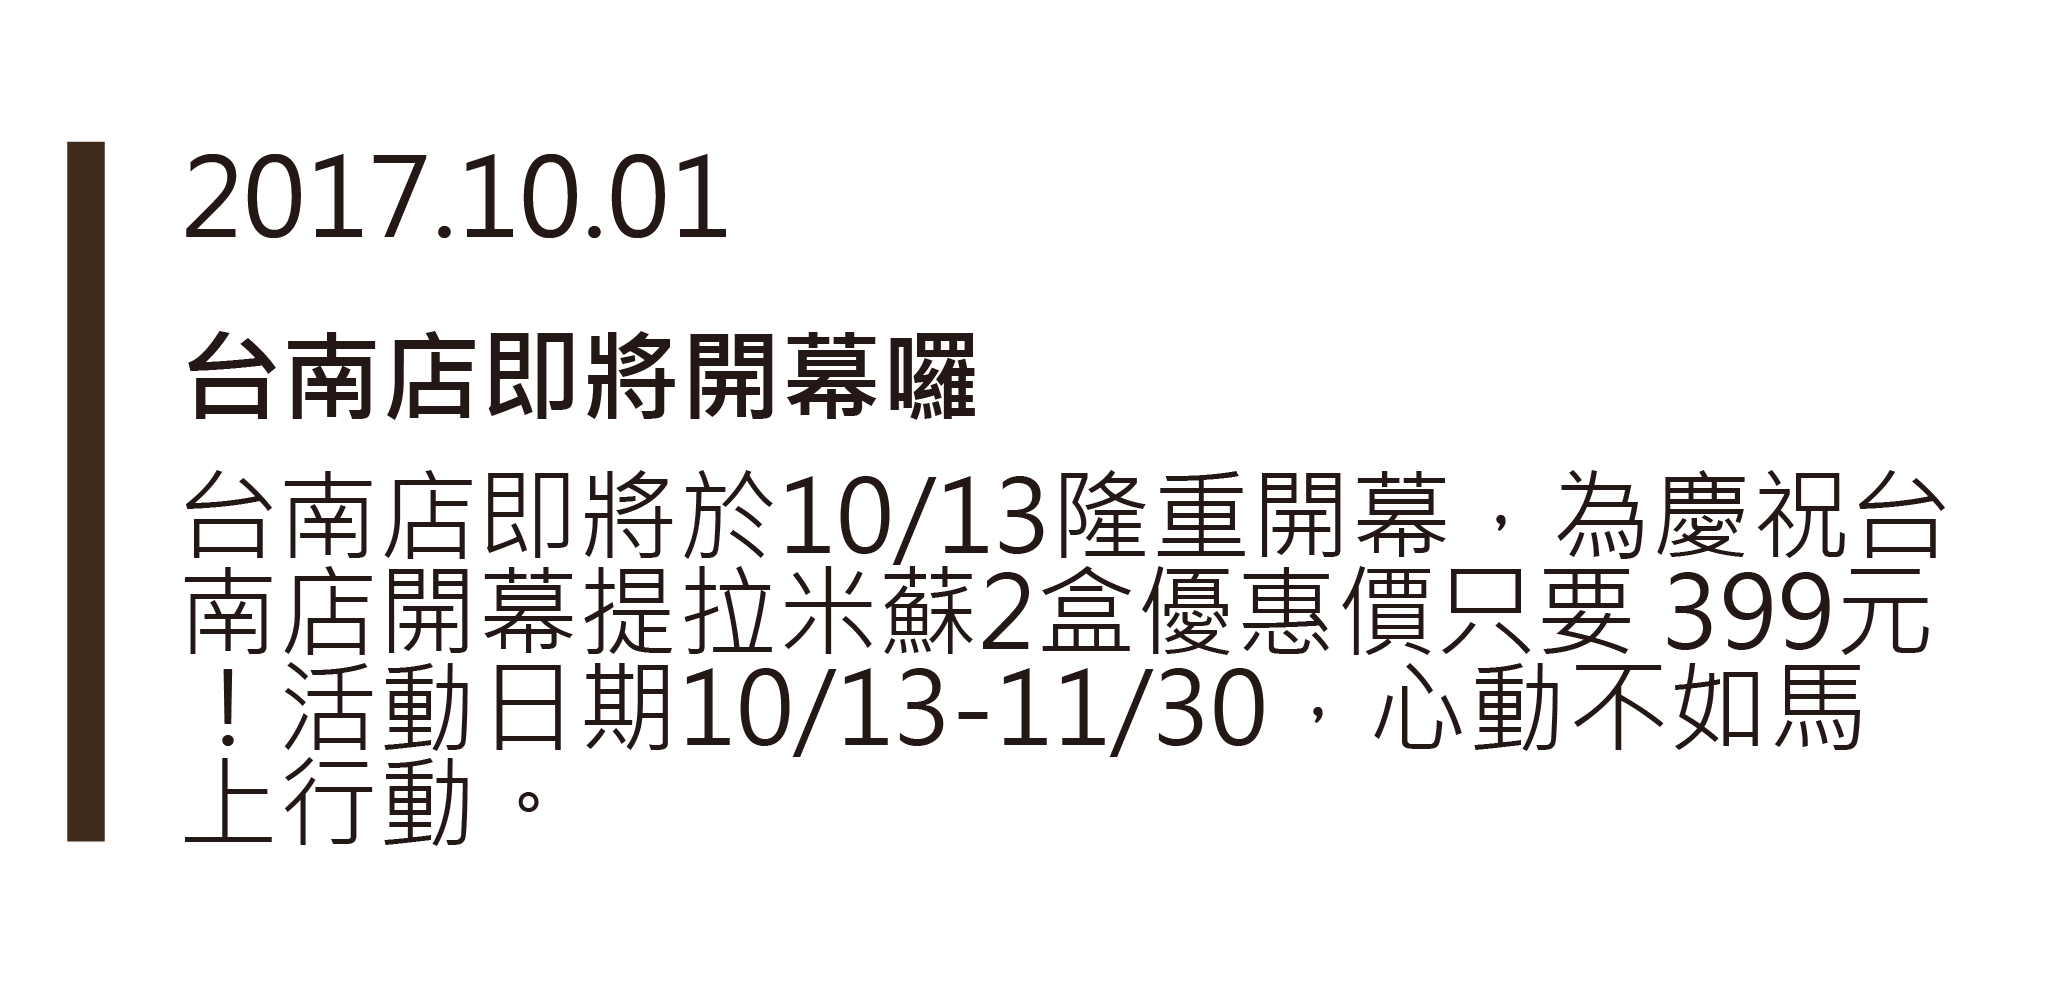 2017.10.01
台南店即將開幕囉
台南店即將於10/13隆重開幕，為慶祝台
南店開幕提拉米蘇2盒優惠價只要 399元
！活動日期10/13-11/30，心動不如馬
上行動。